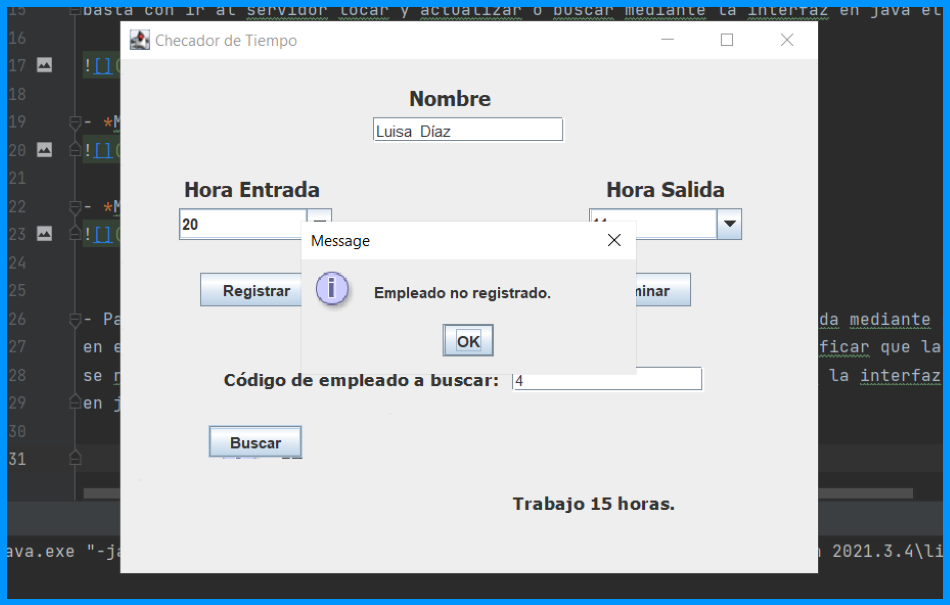 15 basta con ir al servidor tocar y actualizar o buscar mediante la interfaz en java el
16
Checador de Tiempo
17 ![](
18
Nombre
19 - *M
Luisa Díaz
20 ![](
21
Hora Entrada Hora Salida
22 - *M
20
23 ![](
Message
24
25
Registrar
Empleado no registrado.
26 - Pa
da mediante
OK
27 en e
ficar que la
28 se
la interfaz
Código de empleado a buscar: 4
29 en j
30
Buscar
31
Trabajo 15 horas.
ava.exe "-ja
2021.3.4\li